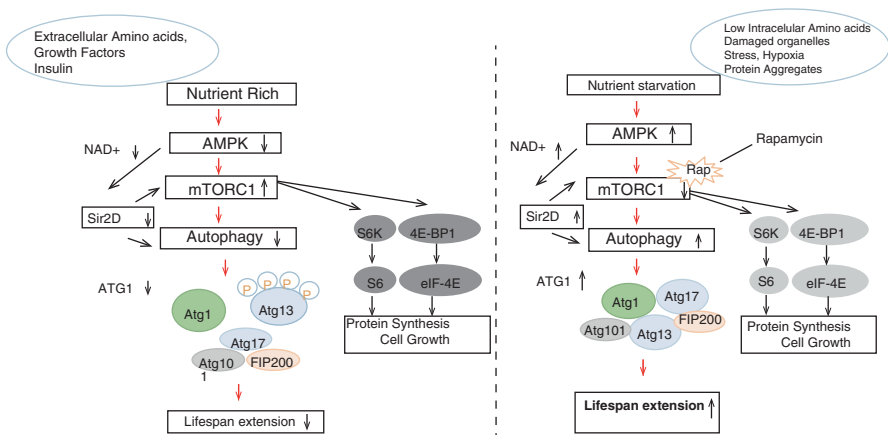 Extracellular Amino acids,
Growth Factors
Insulin
Nutrient Rich
NAD+
AMPK
mTORC1
Sir2D
Autophagy
S6K
4E-BP1
S6
eIF-4E
Protein Synthesis
Cell Growth
ATG1
P
P
P
P
Atg1
Atg13
Atg17
Atg10
1
FIP200
Lifespan extension
Low Intracelular Amino acids
Damaged organelles
Stress, Hypoxia
Protein Aggregates
Nutrient starvation
NAD+
AMPK
Rapamycin
Rap
mTORC1
Sir2D
Autophagy
S6K
4E-BP1
S6
eIF-4E
Protein Synthesis
Cell Growth
ATG1
Atg1
Atg17
Atg101
Atg13
FIP200
Lifespan extension